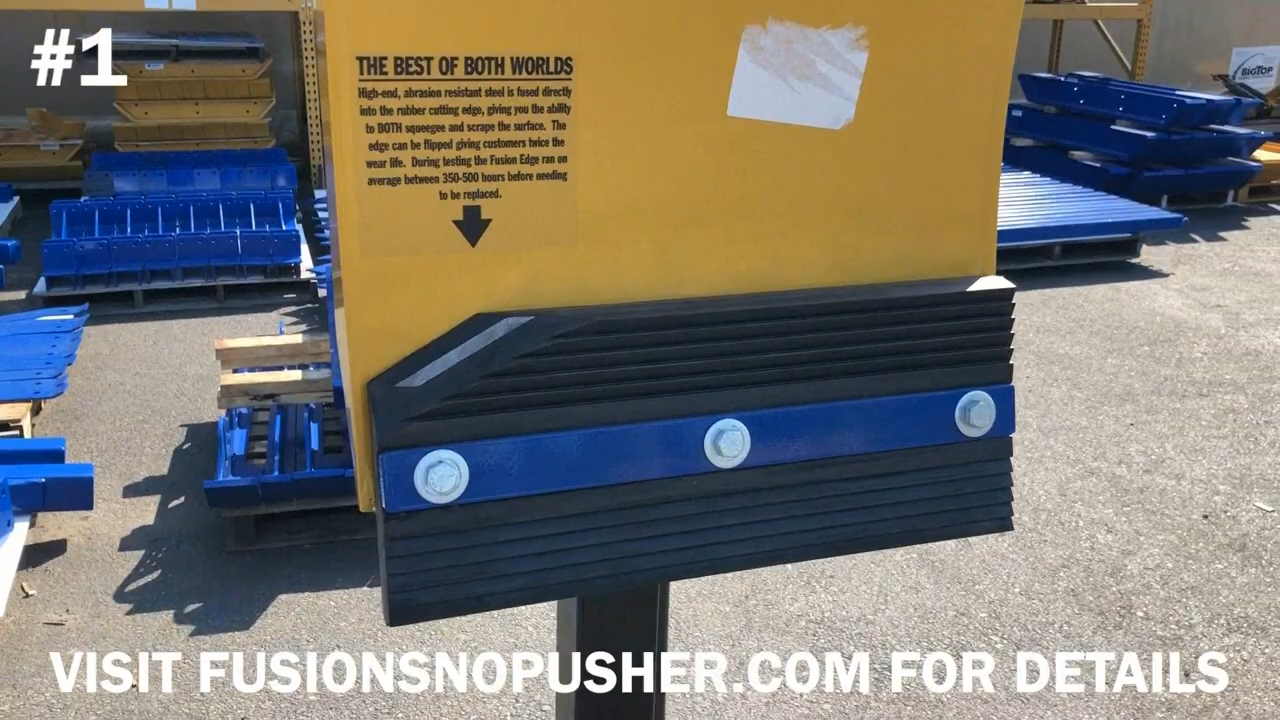 #1
THE BEST OF BOTH WORLDS
High-end, abrasion resistant steel is fused directly
into the rubber cutting edge, giving you the ability
to BOTH squeegee and scrape the surface. The
edge can be flipped giving customers twice the
wear life. During testing the Fusion Edge ran on
average between 350-500 hours before needing
to be replaced.
BIGTOP
VISIT FUSIONSNOPUSHER.COM FOR DETAILS